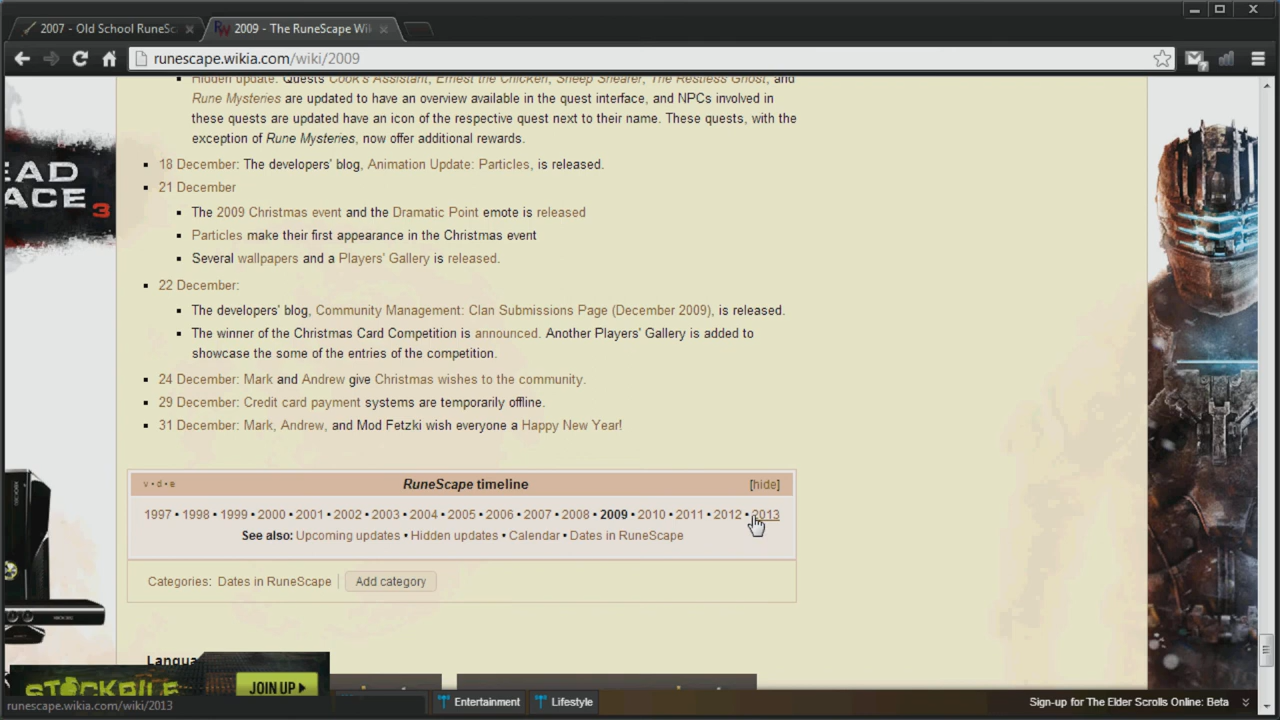 2007 - Old School RuneSc
2009 - The RuneScape Wi
runescape.wikia.com/wiki/2009
Hidden update: Quests Cook's Assistant, Ernest the Chicken, Sheep Shearer, The Restless Ghost, and
Rune Mysteries are updated to have an overview available in the quest interface, and NPCs involved in
these quests are updated have an icon of the respective quest next to their name. These quests, with the
exception of Rune Mysteries, now offer additional rewards.
18 December: The developers' blog, Animation Update: Particles, is released.
21 December
The 2009 Christmas event and the Dramatic Point emote is released
Particles make their first appearance in the Christmas event
Several wallpapers and a Players' Gallery is released.
22 December:
The developers' blog, Community Management: Clan Submissions Page (December 2009), is released.
The winner of the Christmas Card Competition is announced. Another Players' Gallery is added to
showcase the some of the entries of the competition.
24 December: Mark and Andrew give Christmas wishes to the community.
29 December: Credit card payment systems are temporarily offline.
31 December: Mark, Andrew, and Mod Fetzki wish everyone a Happy New Year!
v • d • e RuneScape timeline [hide]
1997 • 1998 • 1999 • 2000 • 2001 • 2002 • 2003 • 2004 • 2005 • 2006 • 2007 • 2008 • 2009 • 2010 • 2011 • 2012 • 2013
See also: Upcoming updates • Hidden updates • Calendar • Dates in RuneScape
Categories: Dates in RuneScape | Add category
EAD
ACE 3
Langua
STOCKPILE
JOIN UP
runescape.wikia.com/wiki/2013
Entertainment Lifestyle Sign-up for The Elder Scrolls Online: Beta